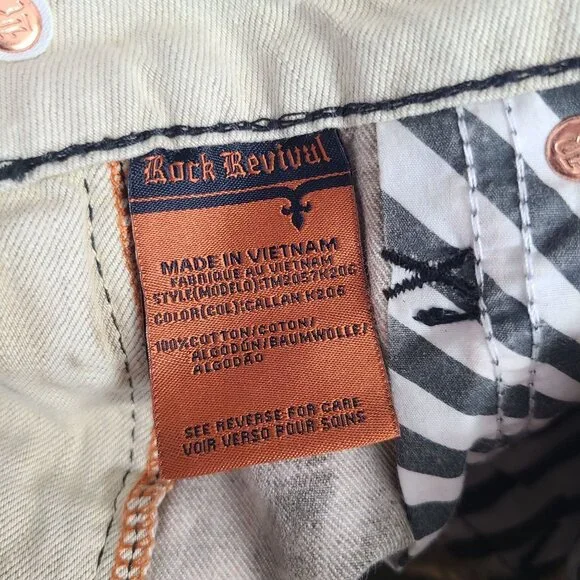 Rock Revival
MADE IN VIETNAM
FABRIQUE AU VIETNAM
STYLE(MODELO):TM2057K206
COLOR(COL):CALLAN K206
100%COTTON/COTON/
ALGODÓN/BAUMWOLLE/
ALGODÃO
SEE REVERSE FOR CARE
VOIR VERSO POUR SOINS